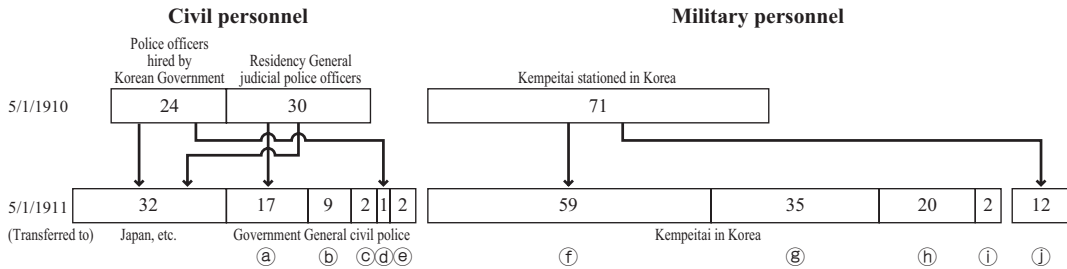 Civil personnel
Military personnel
Police officers
hired by
Korean Government
Residency General
judicial police officers
Kempeitai stationed in Korea
5/1/1910
24
30
71
5/1/1911
32
17
9
2
1
2
59
35
20
2
12
(Transferred to)
Japan, etc.
Government General civil police
Kempeitai in Korea
ⓐ
ⓑ
ⓒ
ⓓ
ⓔ
ⓕ
ⓖ
ⓗ
ⓘ
ⓙ